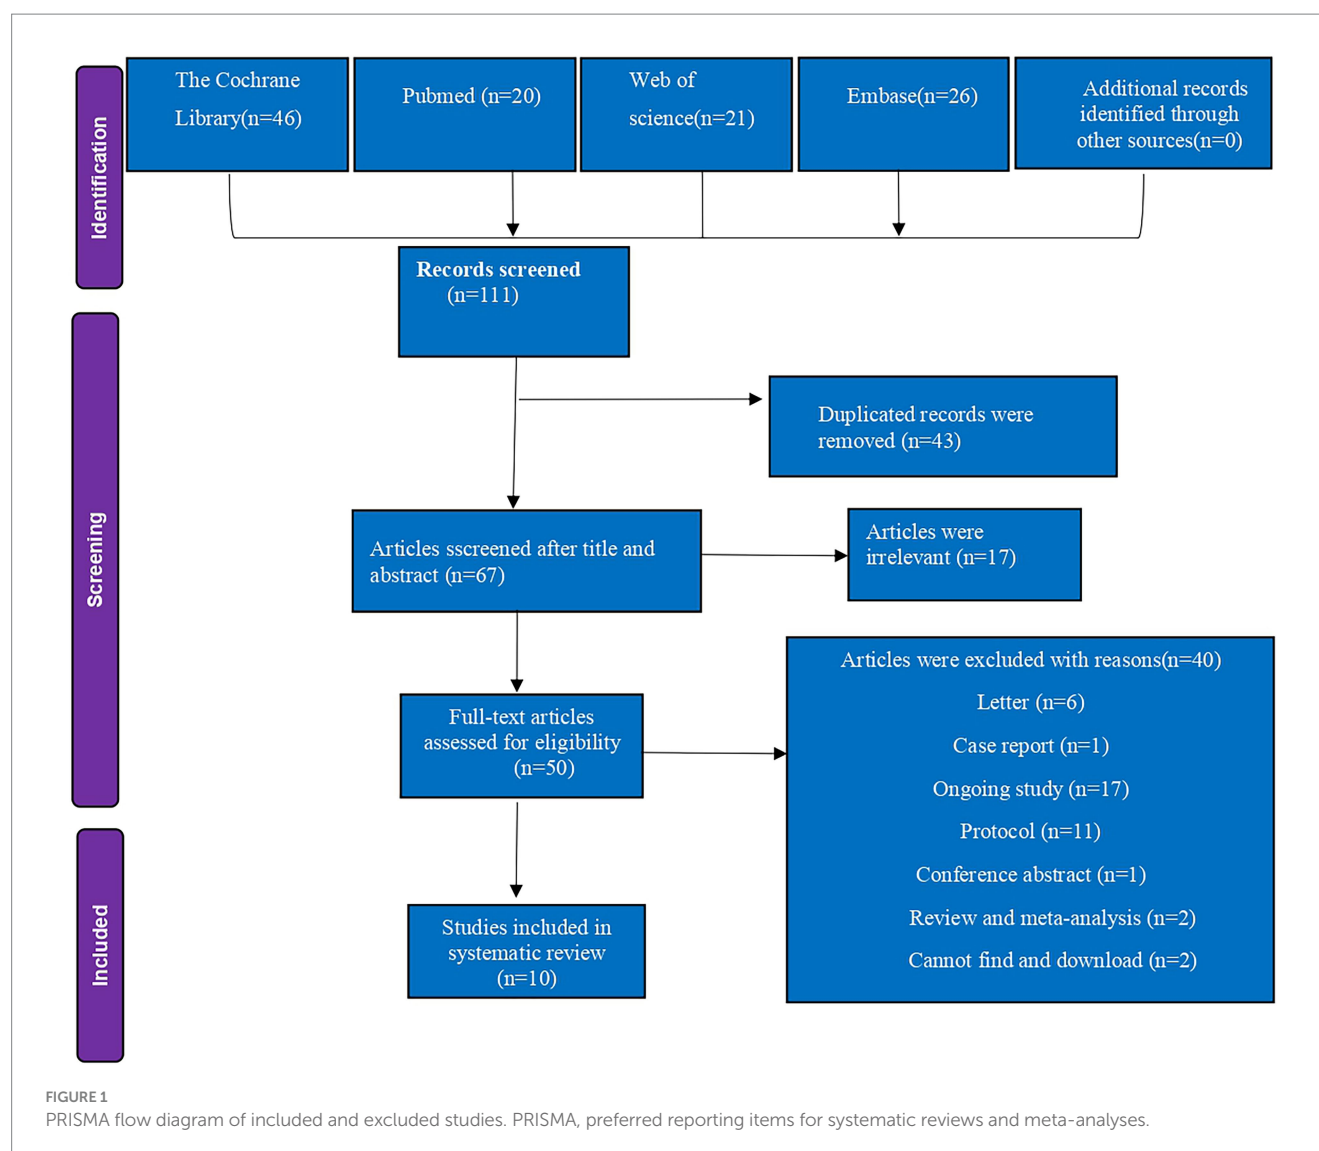 Identification
The Cochrane
Library(n=46)
Pubmed (n=20)
Web of
science(n=21)
Embase(n=26)
Additional records
identified through
other sources(n=0)
Records screened
(n=111)
Screening
Duplicated records were
removed (n=43)
Articles sscreened after title and
abstract (n=67)
Articles were
irrelevant (n=17)
Full-text articles
assessed for eligibility
(n=50)
Articles were excluded with reasons(n=40)
Letter (n=6)
Case report (n=1)
Ongoing study (n=17)
Protocol (n=11)
Conference abstract (n=1)
Review and meta-analysis (n=2)
Cannot find and download (n=2)
Included
Studies included in
systematic review
(n=10)
FIGURE 1
PRISMA flow diagram of included and excluded studies. PRISMA, preferred reporting items for systematic reviews and meta-analyses.